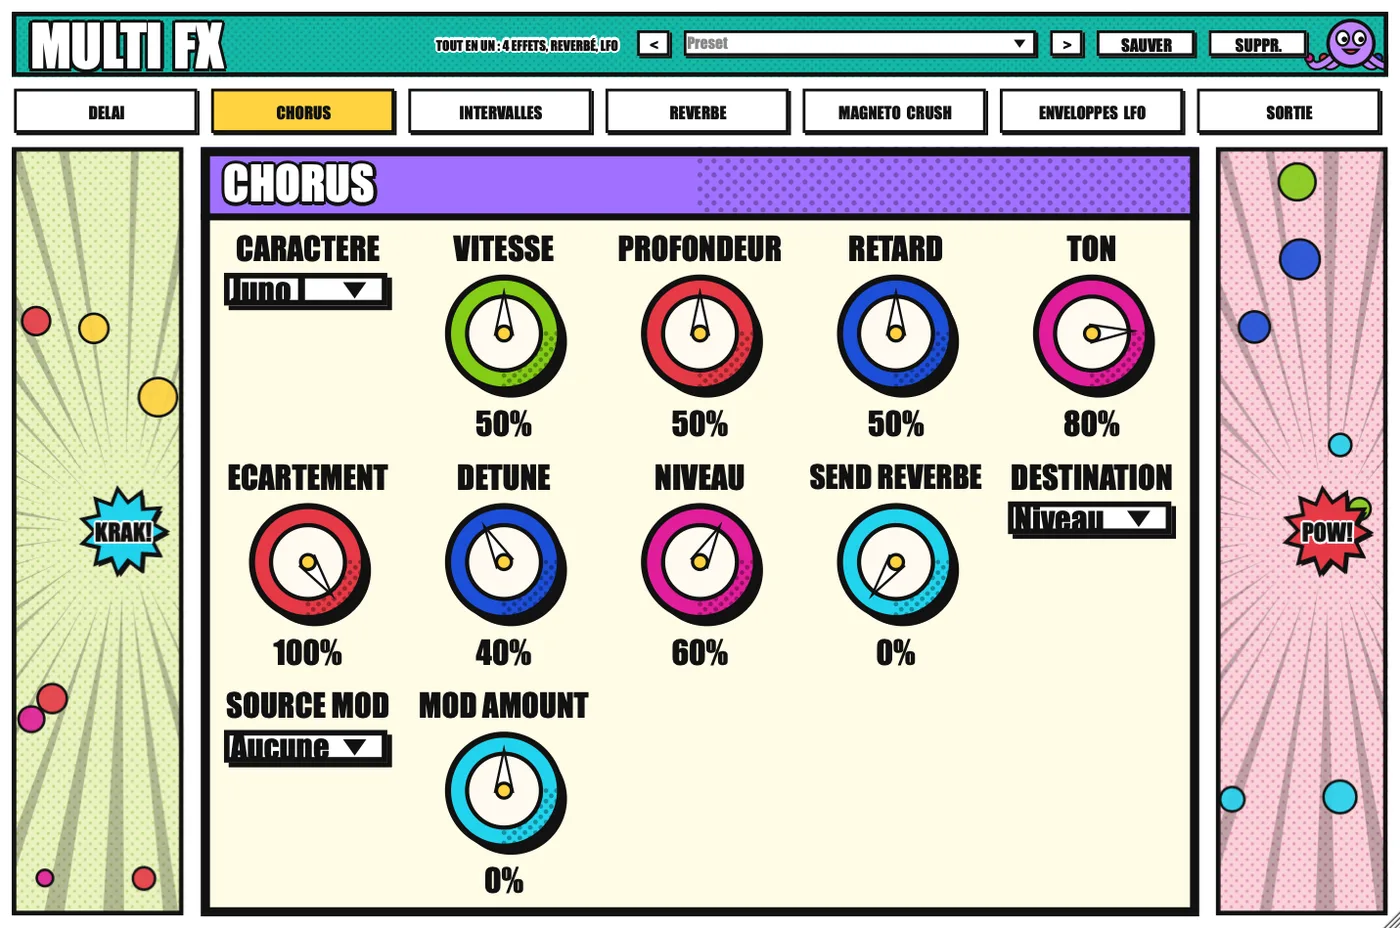 MULTI FX
TOUT EN UN : 4 EFFETS, REVERBÉ, LFO
<
Preset
>
SAUVER
SUPPR.
DELAI
CHORUS
INTERVALLES
REVERBE
MAGNETO CRUSH
ENVELOPPES LFO
SORTIE
CHORUS
CARACTERE
VITESSE
PROFONDEUR
RETARD
TON
Juno
50%
50%
50%
80%
ECARTEMENT
DETUNE
NIVEAU
SEND REVERBE
DESTINATION
Niveau
KRAK!
POW!
100%
40%
60%
0%
SOURCE MOD
MOD AMOUNT
Aucune
0%